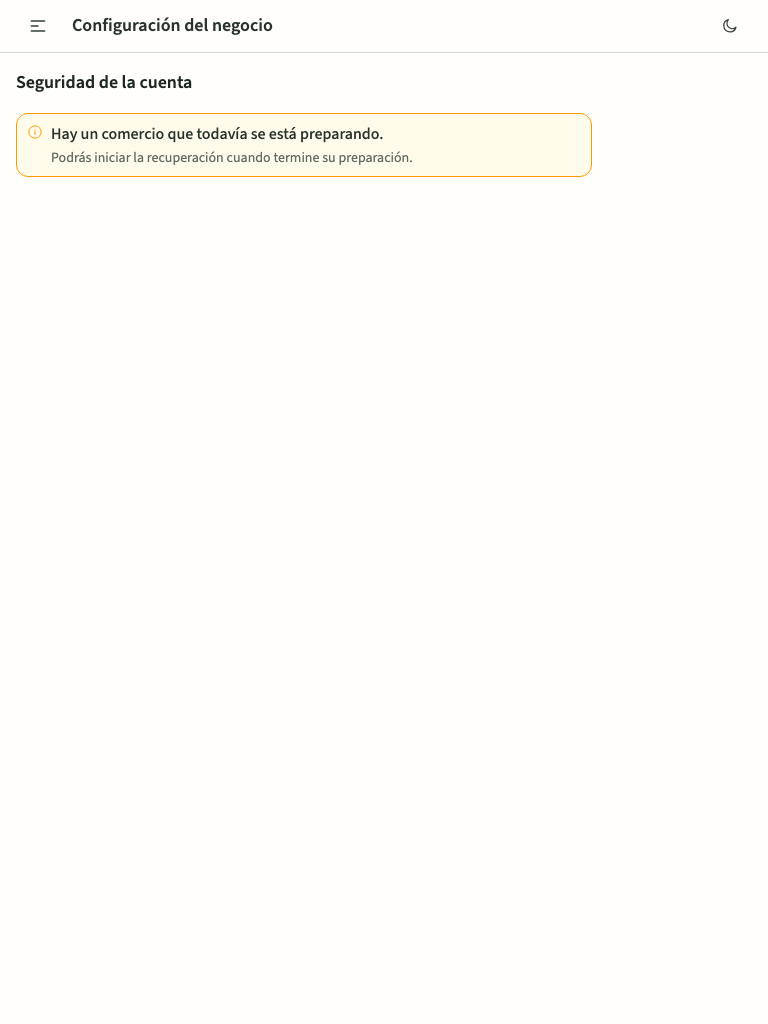 Configuración del negocio
Seguridad de la cuenta
Hay un comercio que todavía se está preparando.
Podrás iniciar la recuperación cuando termine su preparación.